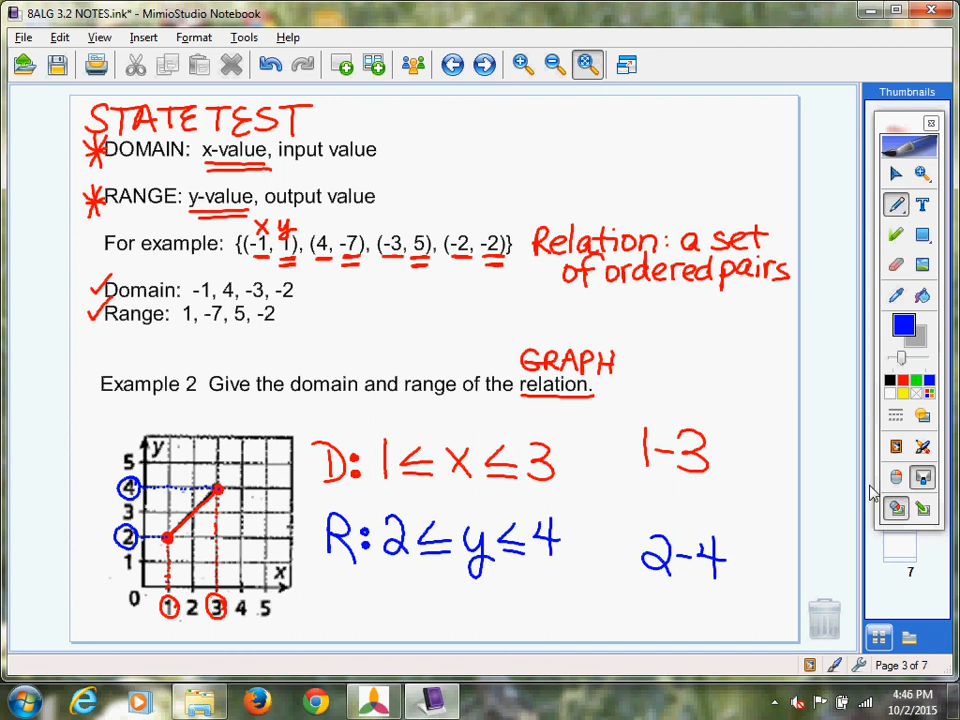 8ALG 3.2 NOTES.ink* - MimioStudio Notebook
File Edit View Insert Format Tools Help
Thumbnails
STATE TEST
*DOMAIN: x-value, input value
*RANGE: y-value, output value
x y
For example: {(-1, 1), (4, -7), (-3, 5), (-2, -2)}
Relation: a set
of ordered pairs
✓Domain: -1, 4, -3, -2
✓Range: 1, -7, 5, -2
GRAPH
Example 2 Give the domain and range of the relation.
y
5
4
3
2
1
x
0 1 2 3 4 5
D: 1 ≤ x ≤ 3
1-3
R: 2 ≤ y ≤ 4
2-4
T
7
Page 3 of 7
4:46 PM
10/2/2015